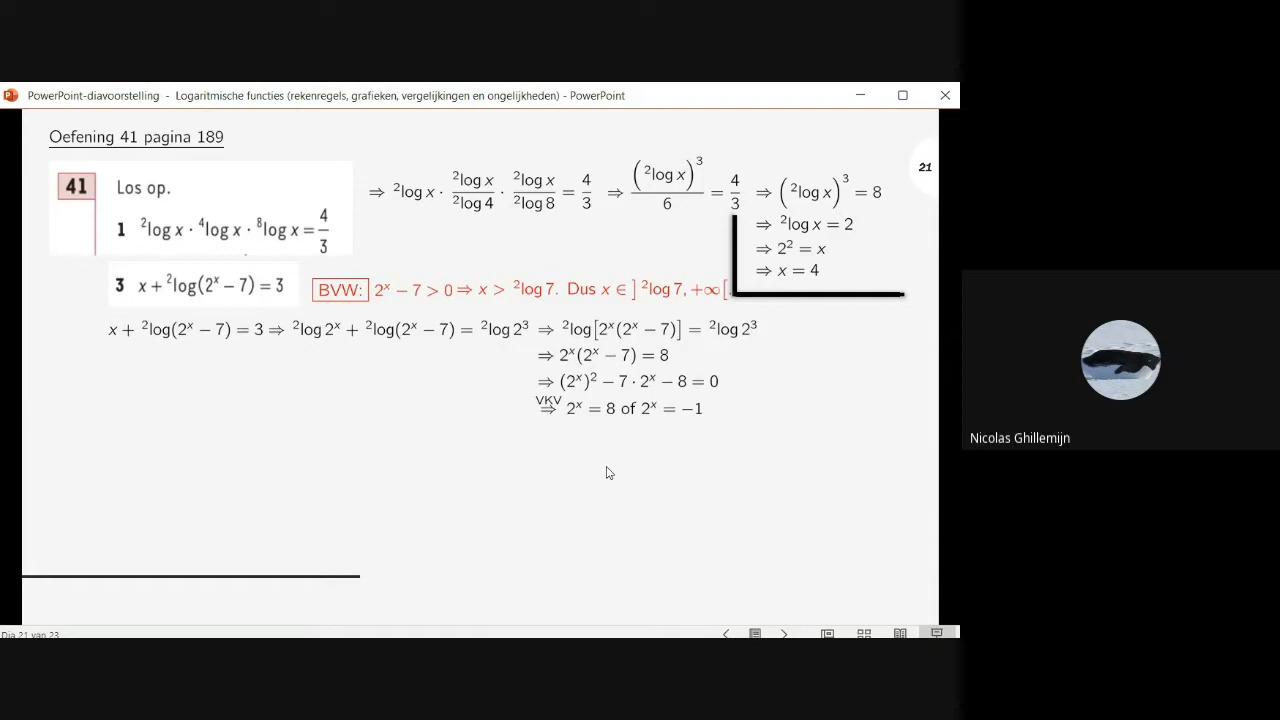 PowerPoint-diavoorstelling - Logaritmische functies (rekenregels, grafieken, vergelijkingen en ongelijkheden) - PowerPoint
Oefening 41 pagina 189
21
41 Los op.
1 ²log x · ⁴log x · ⁸log x = 4/3
⇒ ²log x · ²log x/²log 4 · ²log x/²log 8 = 4/3 ⇒ (²log x)³/6 = 4/3 ⇒ (²log x)³ = 8
⇒ ²log x = 2
⇒ 2² = x
⇒ x = 4
3 x + ²log(2ˣ − 7) = 3
BVW: 2ˣ − 7 > 0 ⇒ x > ²log 7. Dus x ∈ ]²log 7, +∞[.
x + ²log(2ˣ − 7) = 3 ⇒ ²log 2ˣ + ²log(2ˣ − 7) = ²log 2³ ⇒ ²log[2ˣ(2ˣ − 7)] = ²log 2³
⇒ 2ˣ(2ˣ − 7) = 8
⇒ (2ˣ)² − 7 · 2ˣ − 8 = 0
VKV
⇒ 2ˣ = 8 of 2ˣ = −1
Nicolas Ghillemijn
Dia 21 van 23